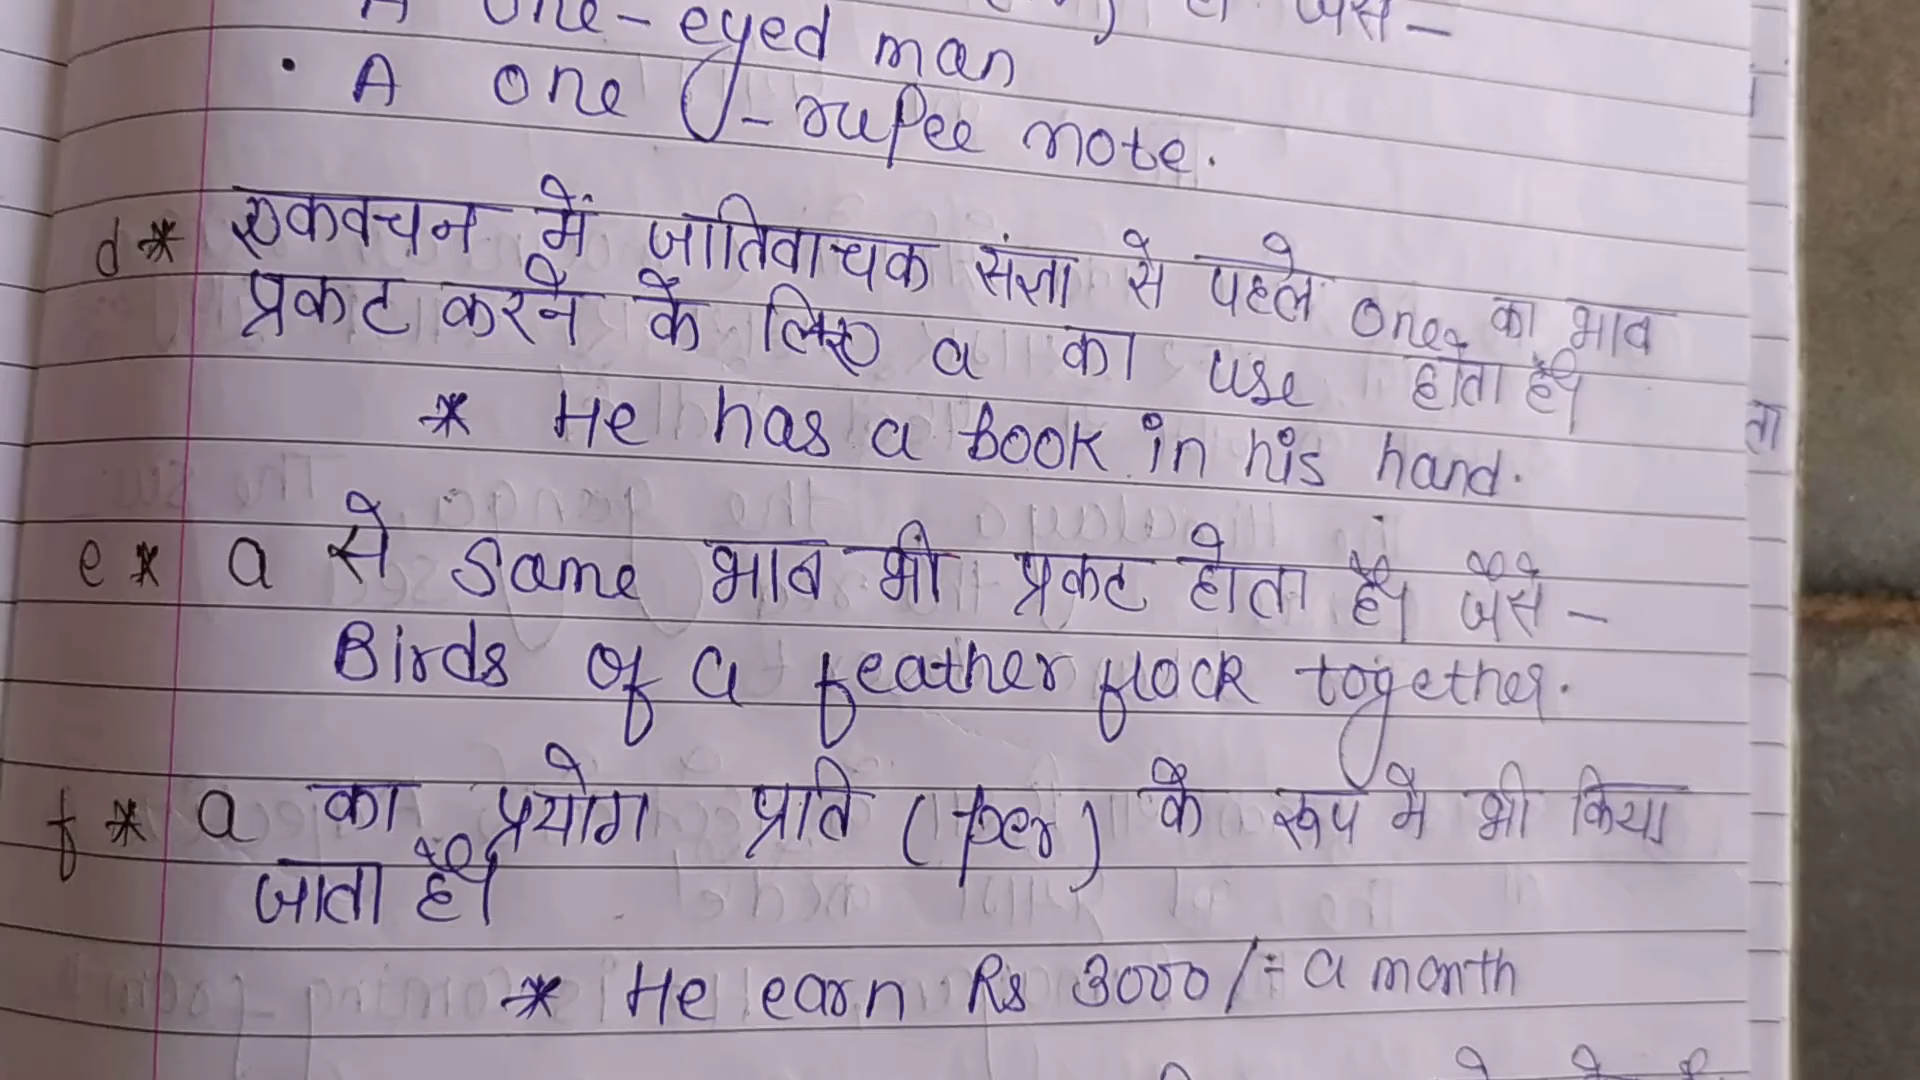 A one-eyed man
• A one-rupee note.
d* एकवचन में जातिवाचक संज्ञा से पहले one का भाव
प्रकट करने के लिए a का use होता है।
* He has a book in his hand.
e* a से same भाव भी प्रकट होता है। जैसे -
Birds of a feather flock together.
f* a का प्रयोग प्रति (per) के रूप मे भी किया
जाता है।
* He earn Rs 3000/- a month